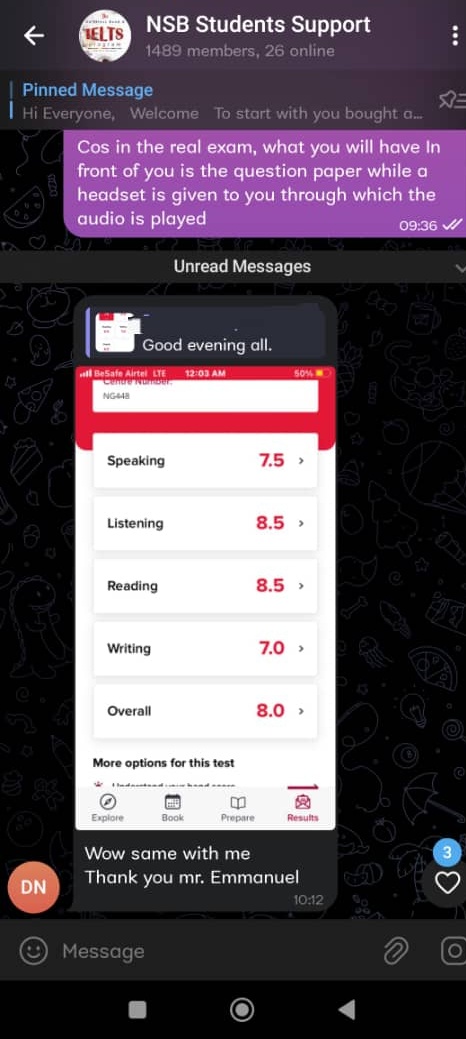 IELTS
NSB Students Support
1489 members, 26 online
Pinned Message
Hi Everyone, Welcome To start with you bought a...
Cos in the real exam, what you will have In
front of you is the question paper while a
headset is given to you through which the
audio is played
09:36
Unread Messages
Good evening all.
BeSafe Airtel LTE 12:03 AM 50%
Centre Number:
NG448
Speaking 7.5
Listening 8.5
Reading 8.5
Writing 7.0
Overall 8.0
More options for this test
Understand your band score
Explore Book Prepare Results
Wow same with me
Thank you mr. Emmanuel
10:12
DN
3
Message